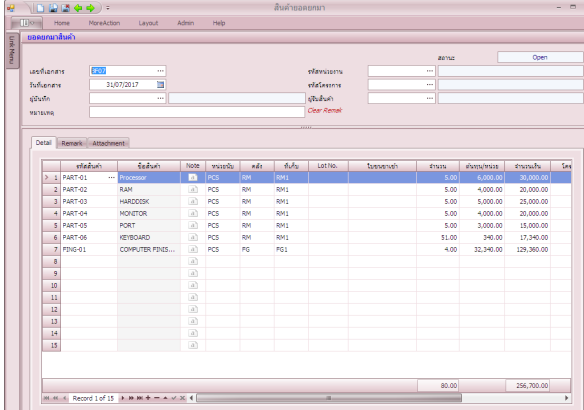 สินค้ายอดยกมา
Home MoreAction Layout Admin Help
Link Menu
ยอดยกมาสินค้า
สถานะ Open
เลขที่เอกสาร รหัสหน่วยงาน
วันที่เอกสาร 31/07/2017 รหัสโครงการ
ผู้บันทึก
หมายเหตุ Clear Remak
Detail Remark Attachment
รหัสสินค้า ชื่อสินค้า Note หน่วยนับ คลัง ที่เก็บ Lot No. ใบขนขาเข้า จำนวน ต้นทุน/หน่วย จำนวนเงิน
1 PART-01 Processor PCS RM RM1 5.00 6,000.00 30,000.00
2 PART-02 RAM PCS RM RM1 5.00 4,000.00 20,000.00
3 PART-03 HARDDISK PCS RM RM1 5.00 5,000.00 25,000.00
4 PART-04 MONITOR PCS RM RM1 5.00 4,000.00 20,000.00
5 PART-05 PORT PCS RM RM1 5.00 3,000.00 15,000.00
6 PART-06 KEYBOARD PCS RM RM1 51.00 340.00 17,340.00
7 FING-01 COMPUTER FINIS... PCS FG FG1 4.00 32,340.00 129,360.00
8
9
10
11
12
13
14
15
80.00 256,700.00
Record 1 of 15